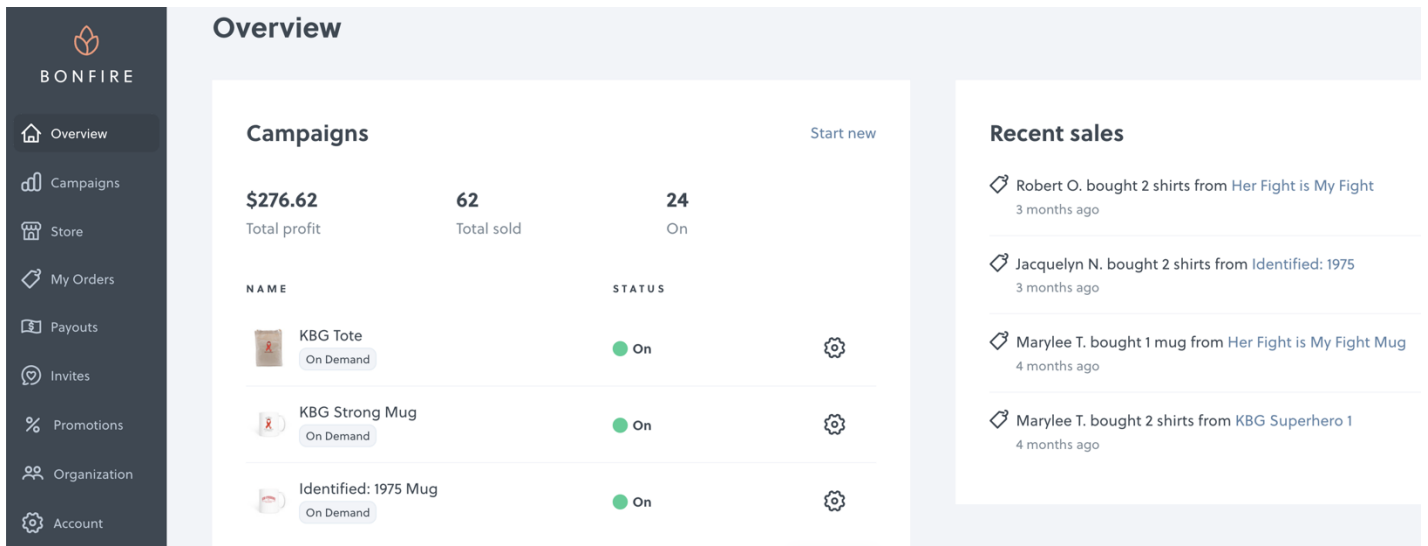 BONFIRE
Overview
Campaigns
Store
My Orders
Payouts
Invites
Promotions
Organization
Account
Overview
Campaigns
Start new
$276.62
62
24
Total profit
Total sold
On
NAME
STATUS
KBG Tote
On Demand
On
KBG Strong Mug
On Demand
On
Identified: 1975 Mug
On Demand
On
Recent sales
Robert O. bought 2 shirts from Her Fight is My Fight
3 months ago
Jacquelyn N. bought 2 shirts from Identified: 1975
3 months ago
Marylee T. bought 1 mug from Her Fight is My Fight Mug
4 months ago
Marylee T. bought 2 shirts from KBG Superhero 1
4 months ago